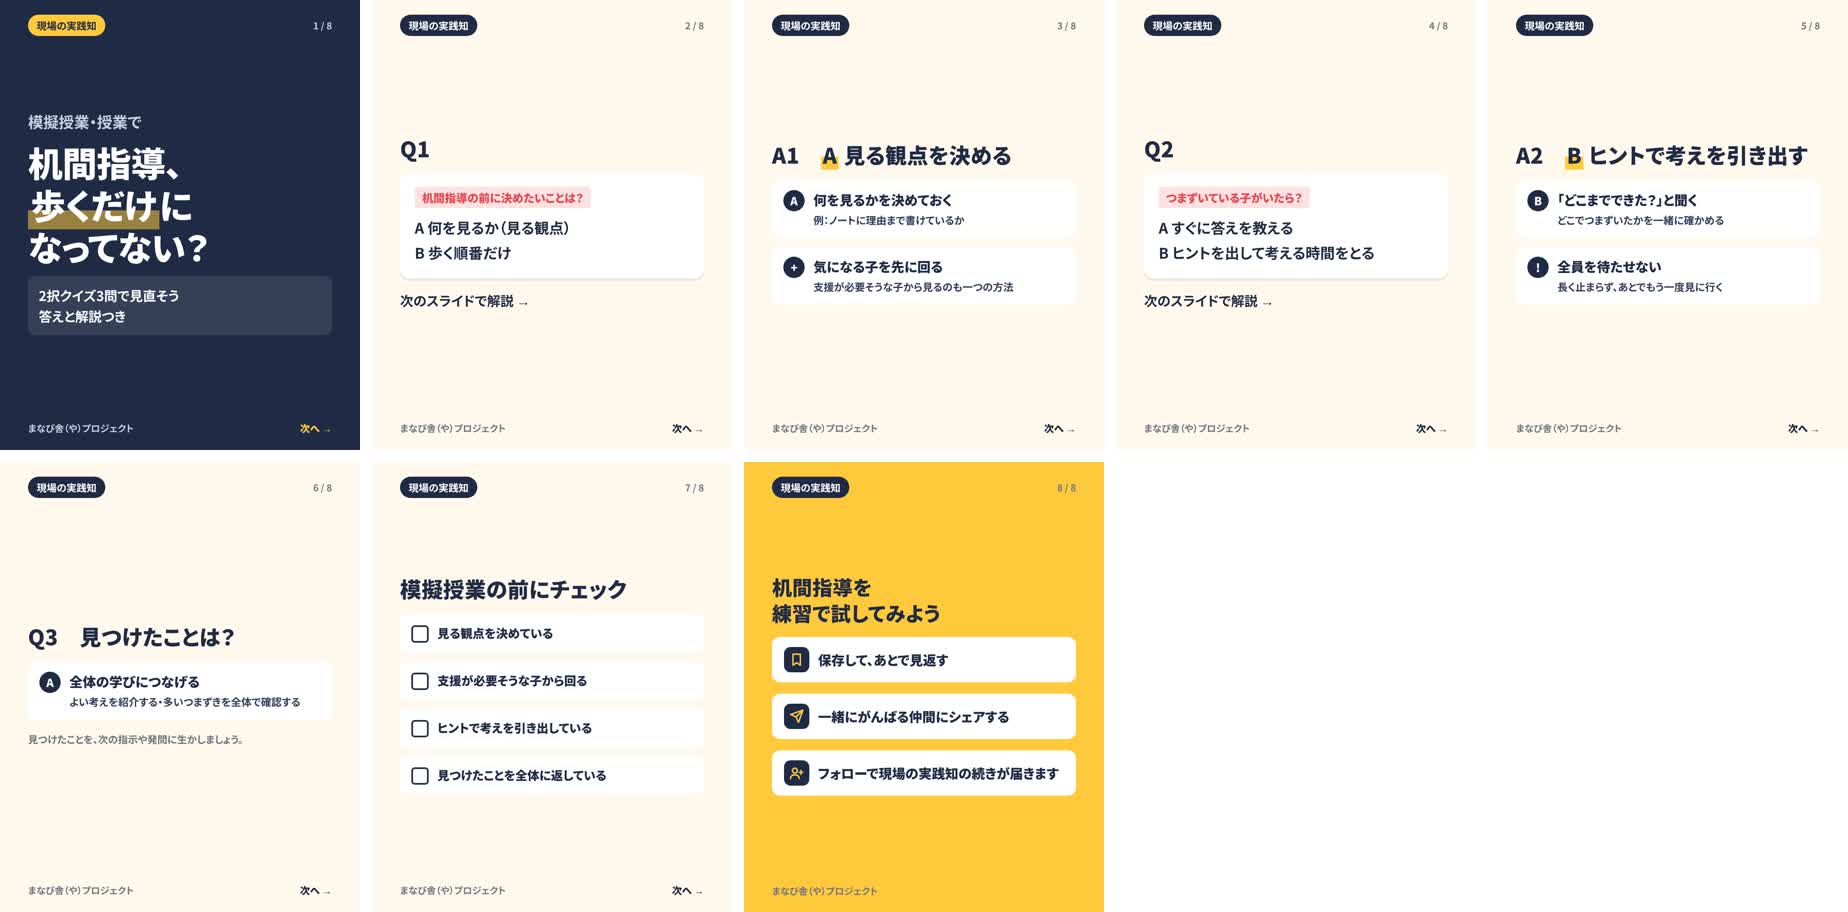 現場の実践知
1 / 8
模擬授業・授業で
机間指導、
歩くだけに
なってない？
2択クイズ3問で見直そう
答えと解説つき
まなび舎（や）プロジェクト
次へ →
現場の実践知
2 / 8
Q1
机間指導の前に決めたいことは？
A 何を見るか（見る観点）
B 歩く順番だけ
次のスライドで解説 →
まなび舎（や）プロジェクト
次へ →
現場の実践知
3 / 8
A1　A 見る観点を決める
A 何を見るかを決めておく
例：ノートに理由まで書けているか
+ 気になる子を先に回る
支援が必要そうな子から見るのも一つの方法
まなび舎（や）プロジェクト
次へ →
現場の実践知
4 / 8
Q2
つまずいている子がいたら？
A すぐに答えを教える
B ヒントを出して考える時間をとる
次のスライドで解説 →
まなび舎（や）プロジェクト
次へ →
現場の実践知
5 / 8
A2　B ヒントで考えを引き出す
B 「どこまでできた？」と聞く
どこでつまずいたかを一緒に確かめる
! 全員を待たせない
長く止まらず、あとでもう一度見に行く
まなび舎（や）プロジェクト
次へ →
現場の実践知
6 / 8
Q3　見つけたことは？
A 全体の学びにつなげる
よい考えを紹介する・多いつまずきを全体で確認する
見つけたことを、次の指示や発問に生かしましょう。
まなび舎（や）プロジェクト
次へ →
現場の実践知
7 / 8
模擬授業の前にチェック
見る観点を決めている
支援が必要そうな子から回る
ヒントで考えを引き出している
見つけたことを全体に返している
まなび舎（や）プロジェクト
次へ →
現場の実践知
8 / 8
机間指導を
練習で試してみよう
保存して、あとで見返す
一緒にがんばる仲間にシェアする
フォローで現場の実践知の続きが届きます
まなび舎（や）プロジェクト